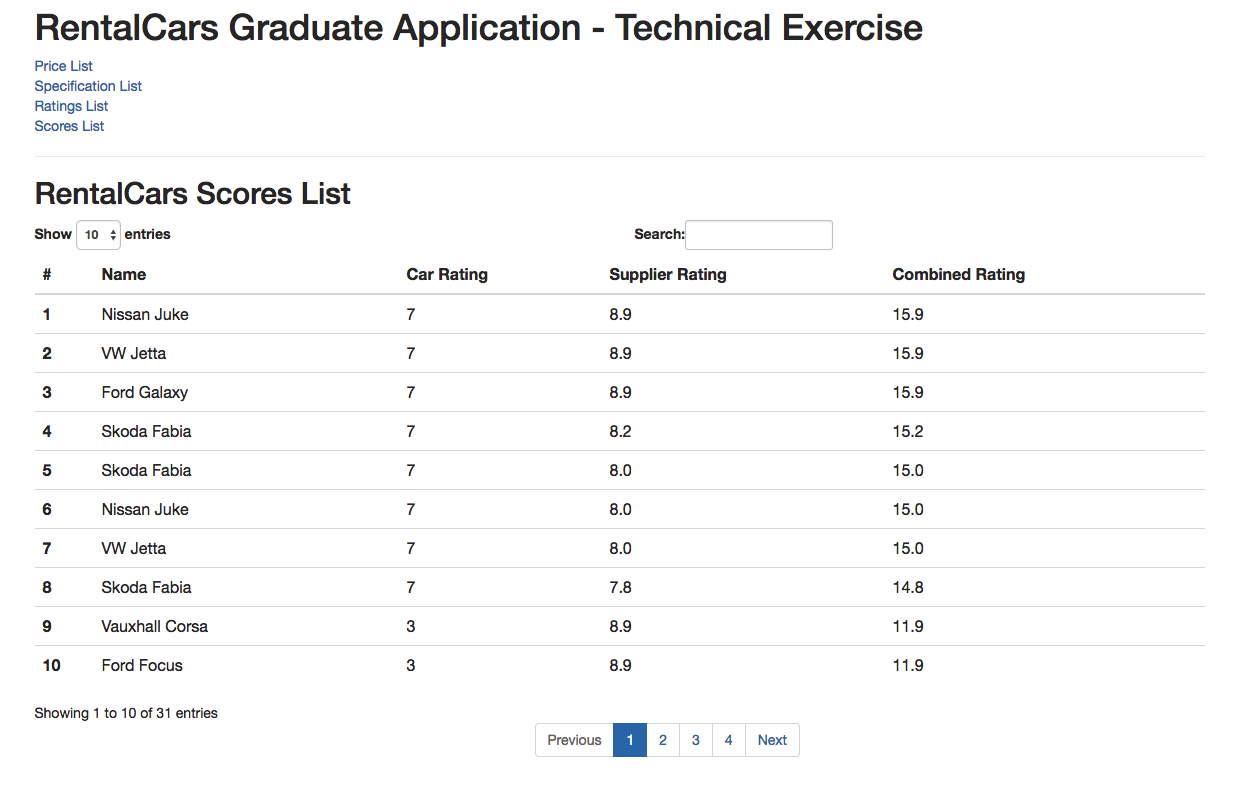 RentalCars Graduate Application - Technical Exercise
Price List
Specification List
Ratings List
Scores List
RentalCars Scores List
Show 10 entries Search:
# Name Car Rating Supplier Rating Combined Rating
1 Nissan Juke 7 8.9 15.9
2 VW Jetta 7 8.9 15.9
3 Ford Galaxy 7 8.9 15.9
4 Skoda Fabia 7 8.2 15.2
5 Skoda Fabia 7 8.0 15.0
6 Nissan Juke 7 8.0 15.0
7 VW Jetta 7 8.0 15.0
8 Skoda Fabia 7 7.8 14.8
9 Vauxhall Corsa 3 8.9 11.9
10 Ford Focus 3 8.9 11.9
Showing 1 to 10 of 31 entries
Previous 1 2 3 4 Next